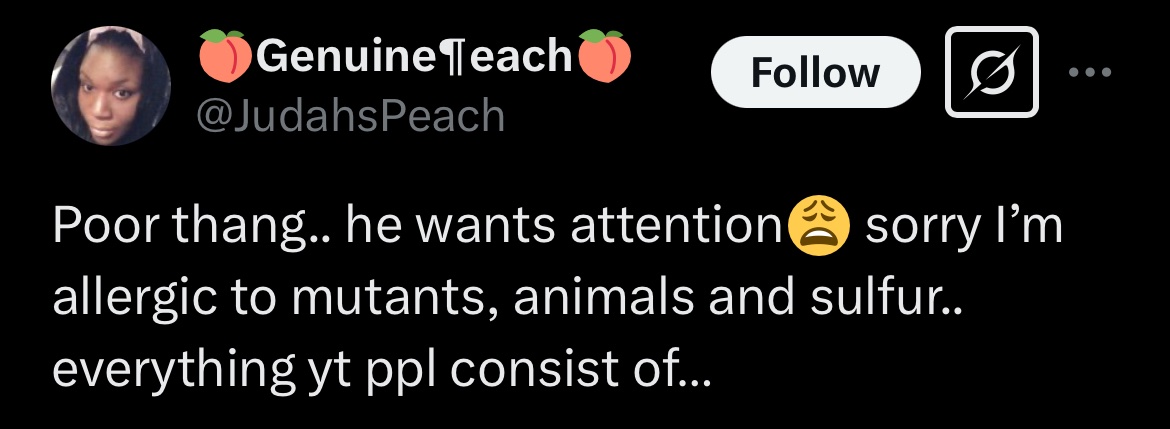 🍑Genuine¶each🍑
Follow
@JudahsPeach
Poor thang.. he wants attention😩 sorry I’m
allergic to mutants, animals and sulfur..
everything yt ppl consist of...